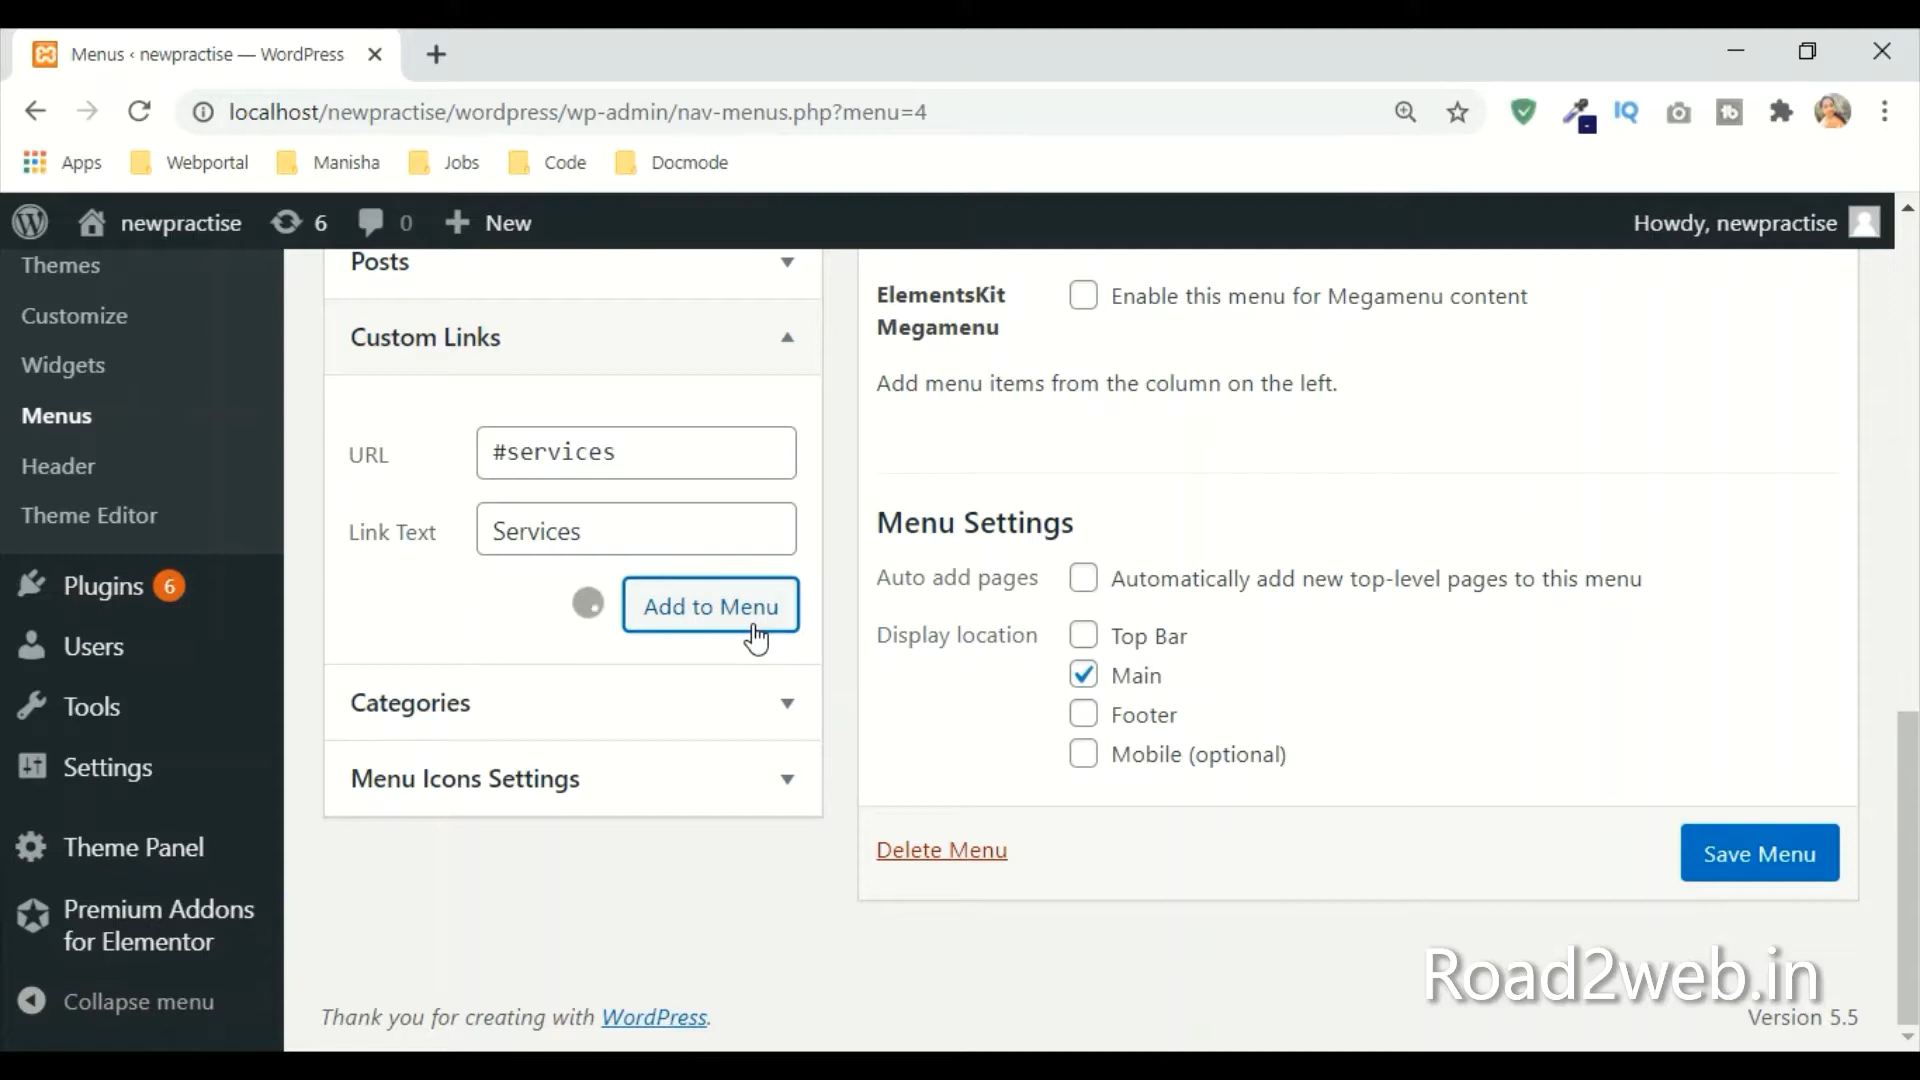 Menus ‹ newpractise — WordPress
localhost/newpractise/wordpress/wp-admin/nav-menus.php?menu=4
IQ
Apps
Webportal
Manisha
Jobs
Code
Docmode
newpractise
6
0
New
Howdy, newpractise
Themes
Customize
Widgets
Menus
Header
Theme Editor
Plugins 6
Users
Tools
Settings
Theme Panel
Premium Addons
for Elementor
Collapse menu
Posts
Custom Links
URL
#services
Link Text
Services
Add to Menu
Categories
Menu Icons Settings
ElementsKit
Megamenu
Enable this menu for Megamenu content
Add menu items from the column on the left.
Menu Settings
Auto add pages
Automatically add new top-level pages to this menu
Display location
Top Bar
Main
Footer
Mobile (optional)
Delete Menu
Save Menu
Road2web.in
Thank you for creating with WordPress.
Version 5.5